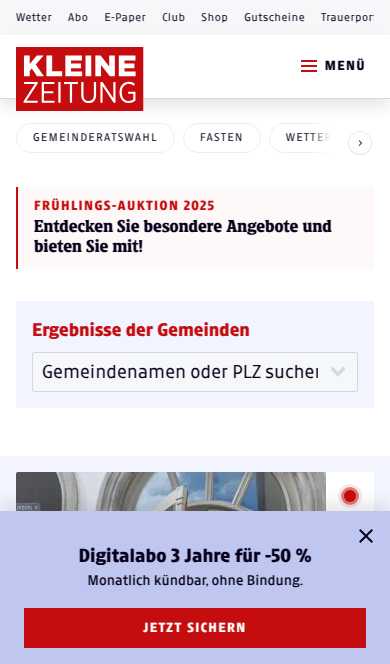 Wetter Abo E-Paper Club Shop Gutscheine Trauerpor
KLEINE
ZEITUNG
MENÜ
GEMEINDERATSWAHL FASTEN WETTER
FRÜHLINGS-AUKTION 2025
Entdecken Sie besondere Angebote und
bieten Sie mit!
Ergebnisse der Gemeinden
Gemeindenamen oder PLZ suchen
Digitalabo 3 Jahre für -50 %
Monatlich kündbar, ohne Bindung.
JETZT SICHERN